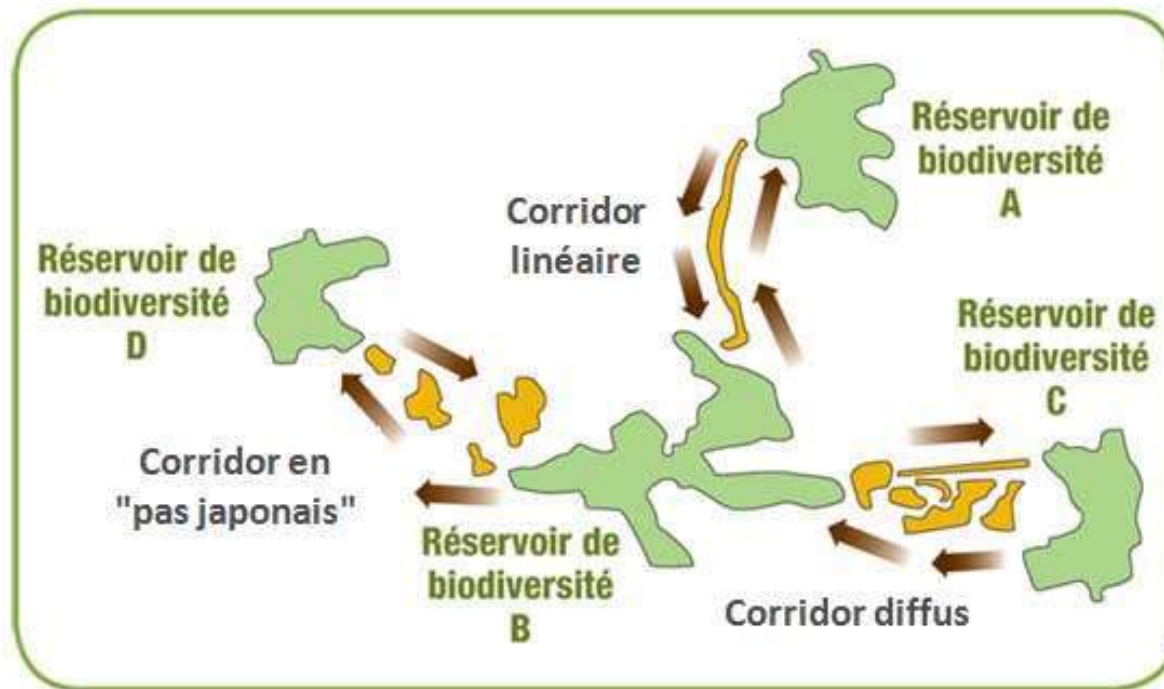 Réservoir de
biodiversité
A
Corridor
linéaire
Réservoir de
biodiversité
D
Réservoir de
biodiversité
C
Corridor en
"pas japonais"
Réservoir de
biodiversité
B
Corridor diffus